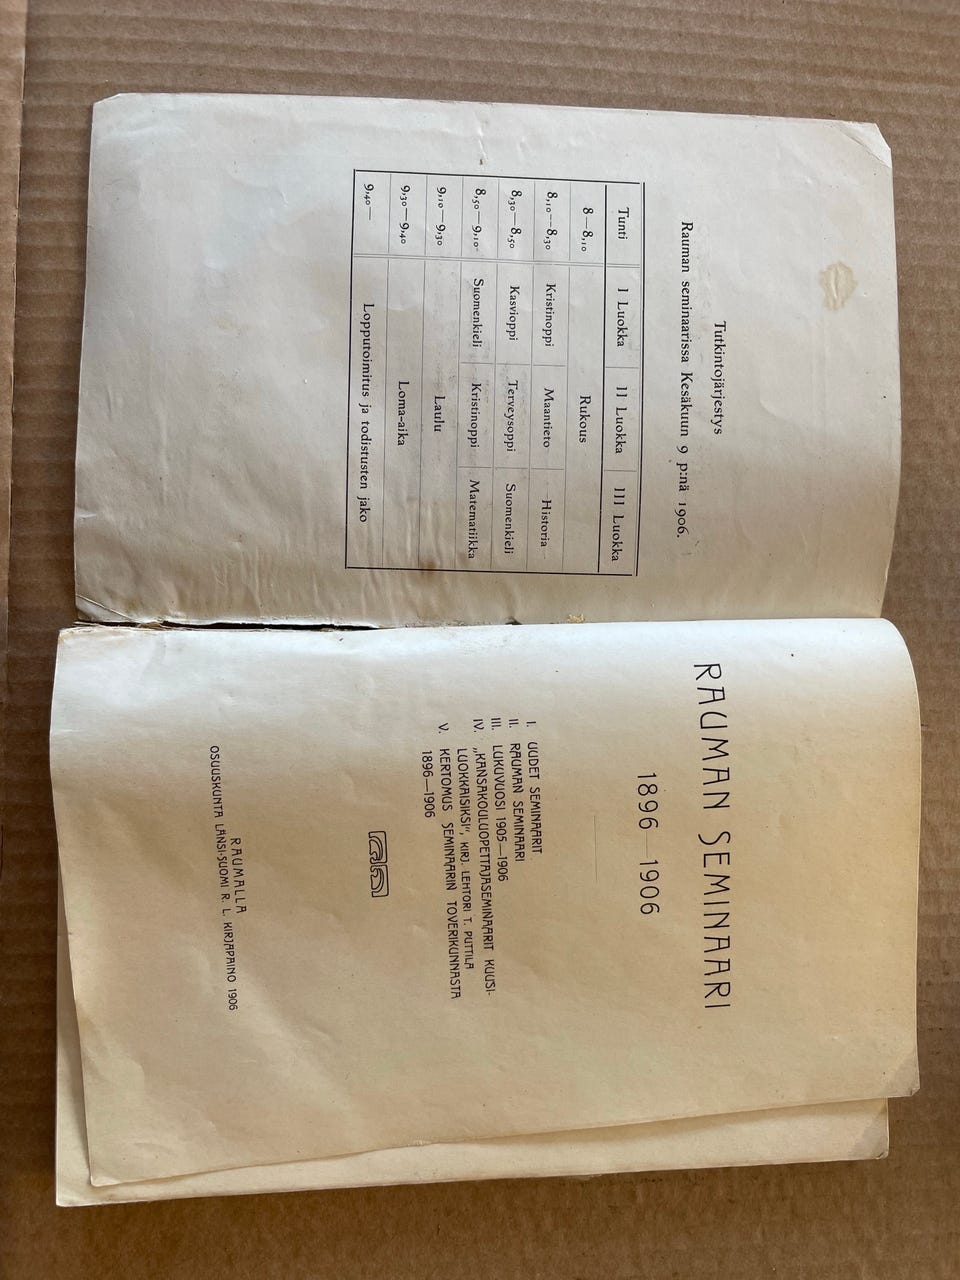 Tutkintojärjestys
Rauman seminaarissa Kesäkuun 9 p:nä 1906.
Tunti I Luokka II Luokka III Luokka
8—8,10 Rukous
8,10—8,30 Kristinoppi Maantieto Historia
8,30—8,50 Kasvioppi Terveysoppi Suomenkieli
8,50—9,10 Suomenkieli Kristinoppi Matematiikka
9,10—9,30 Laulu
9,30—9,40 Loma-aika
9,40— Lopputoimitus ja todistusten jako
RAUMAN SEMINAARI
1896—1906
I. UUDET SEMINAARIT
II. RAUMAN SEMINAARI
III. LUKUVUOSI 1905—1906
IV. „KANSAKOULUOPETTAJASEMINAARIT KUUSI-
LUOKKAISIKSI", KIRJ. LEHTORI T. PUTTILA
V. KERTOMUS SEMINAARIN TOVERIKUNNASTA
1896—1906
RAUMALLA
OSUUSKUNTA LÄNSI-SUOMI R. L. KIRJAPAINO 1906